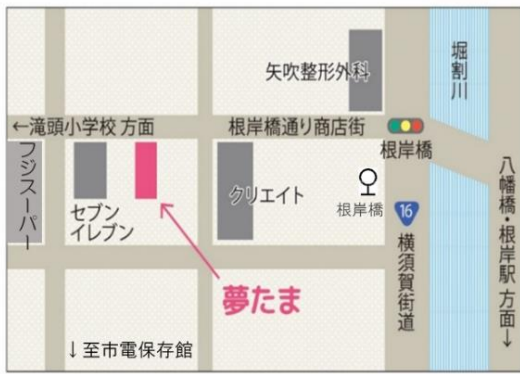 矢吹整形外科
堀割川
←滝頭小学校 方面
根岸橋通り商店街
根岸橋
フジスーパー
セブン
イレブン
クリエイト
根岸橋
16
横須賀街道
八幡橋・根岸駅 方面→
夢たま
↓至市電保存館